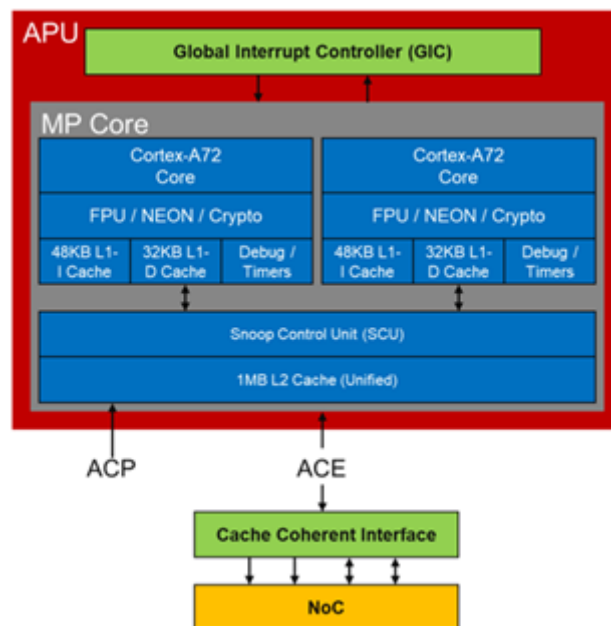 APU
Global Interrupt Controller (GIC)
MP Core
Cortex-A72
Core
FPU / NEON / Crypto
48KB L1-
I Cache
32KB L1-
D Cache
Debug /
Timers
Cortex-A72
Core
FPU / NEON / Crypto
48KB L1-
I Cache
32KB L1-
D Cache
Debug /
Timers
Snoop Control Unit (SCU)
1MB L2 Cache (Unified)
ACP
ACE
Cache Coherent Interface
NoC